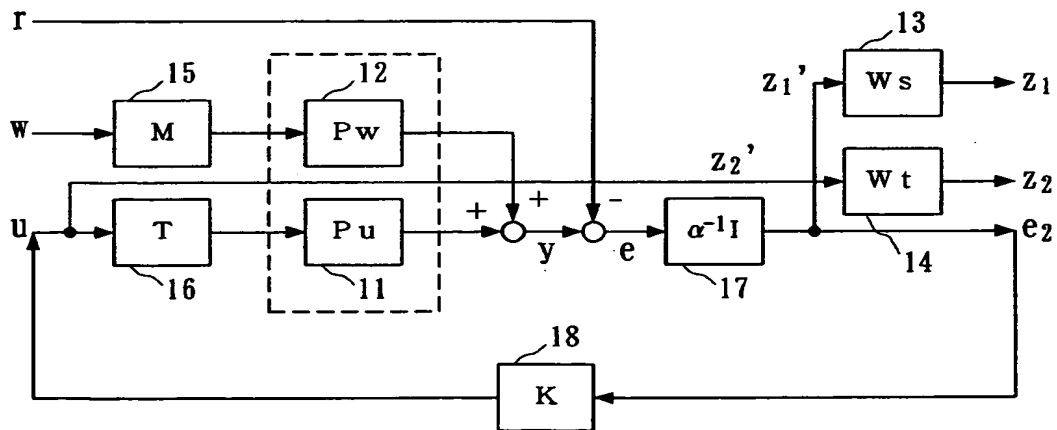 r
13
15
12
z₁'
Ws
z₁
w
M
Pw
z₂'
Wt
z₂
+
+
-
u
T
Pu
α⁻¹I
e₂
y
e
16
11
17
14
18
K